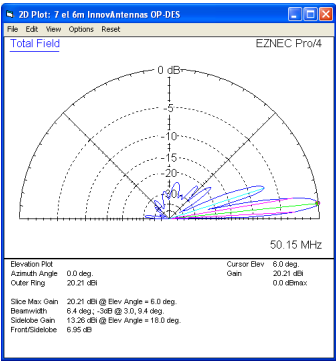 2D Plot: 7 el 6m InnovAntennas OP-DES
File Edit View Options Reset
Total Field
EZNEC Pro/4
0 dB
-5
-10
-15
-20
-30
50.15 MHz
Elevation Plot
Cursor Elev 6.0 deg.
Azimuth Angle 0.0 deg.
Gain 20.21 dBi
Outer Ring 20.21 dBi
0.0 dBmax
Slice Max Gain 20.21 dBi @ Elev Angle = 6.0 deg.
Beamwidth 6.4 deg.; -3dB @ 3.0, 9.4 deg.
Sidelobe Gain 13.26 dBi @ Elev Angle = 18.0 deg.
Front/Sidelobe 6.95 dB